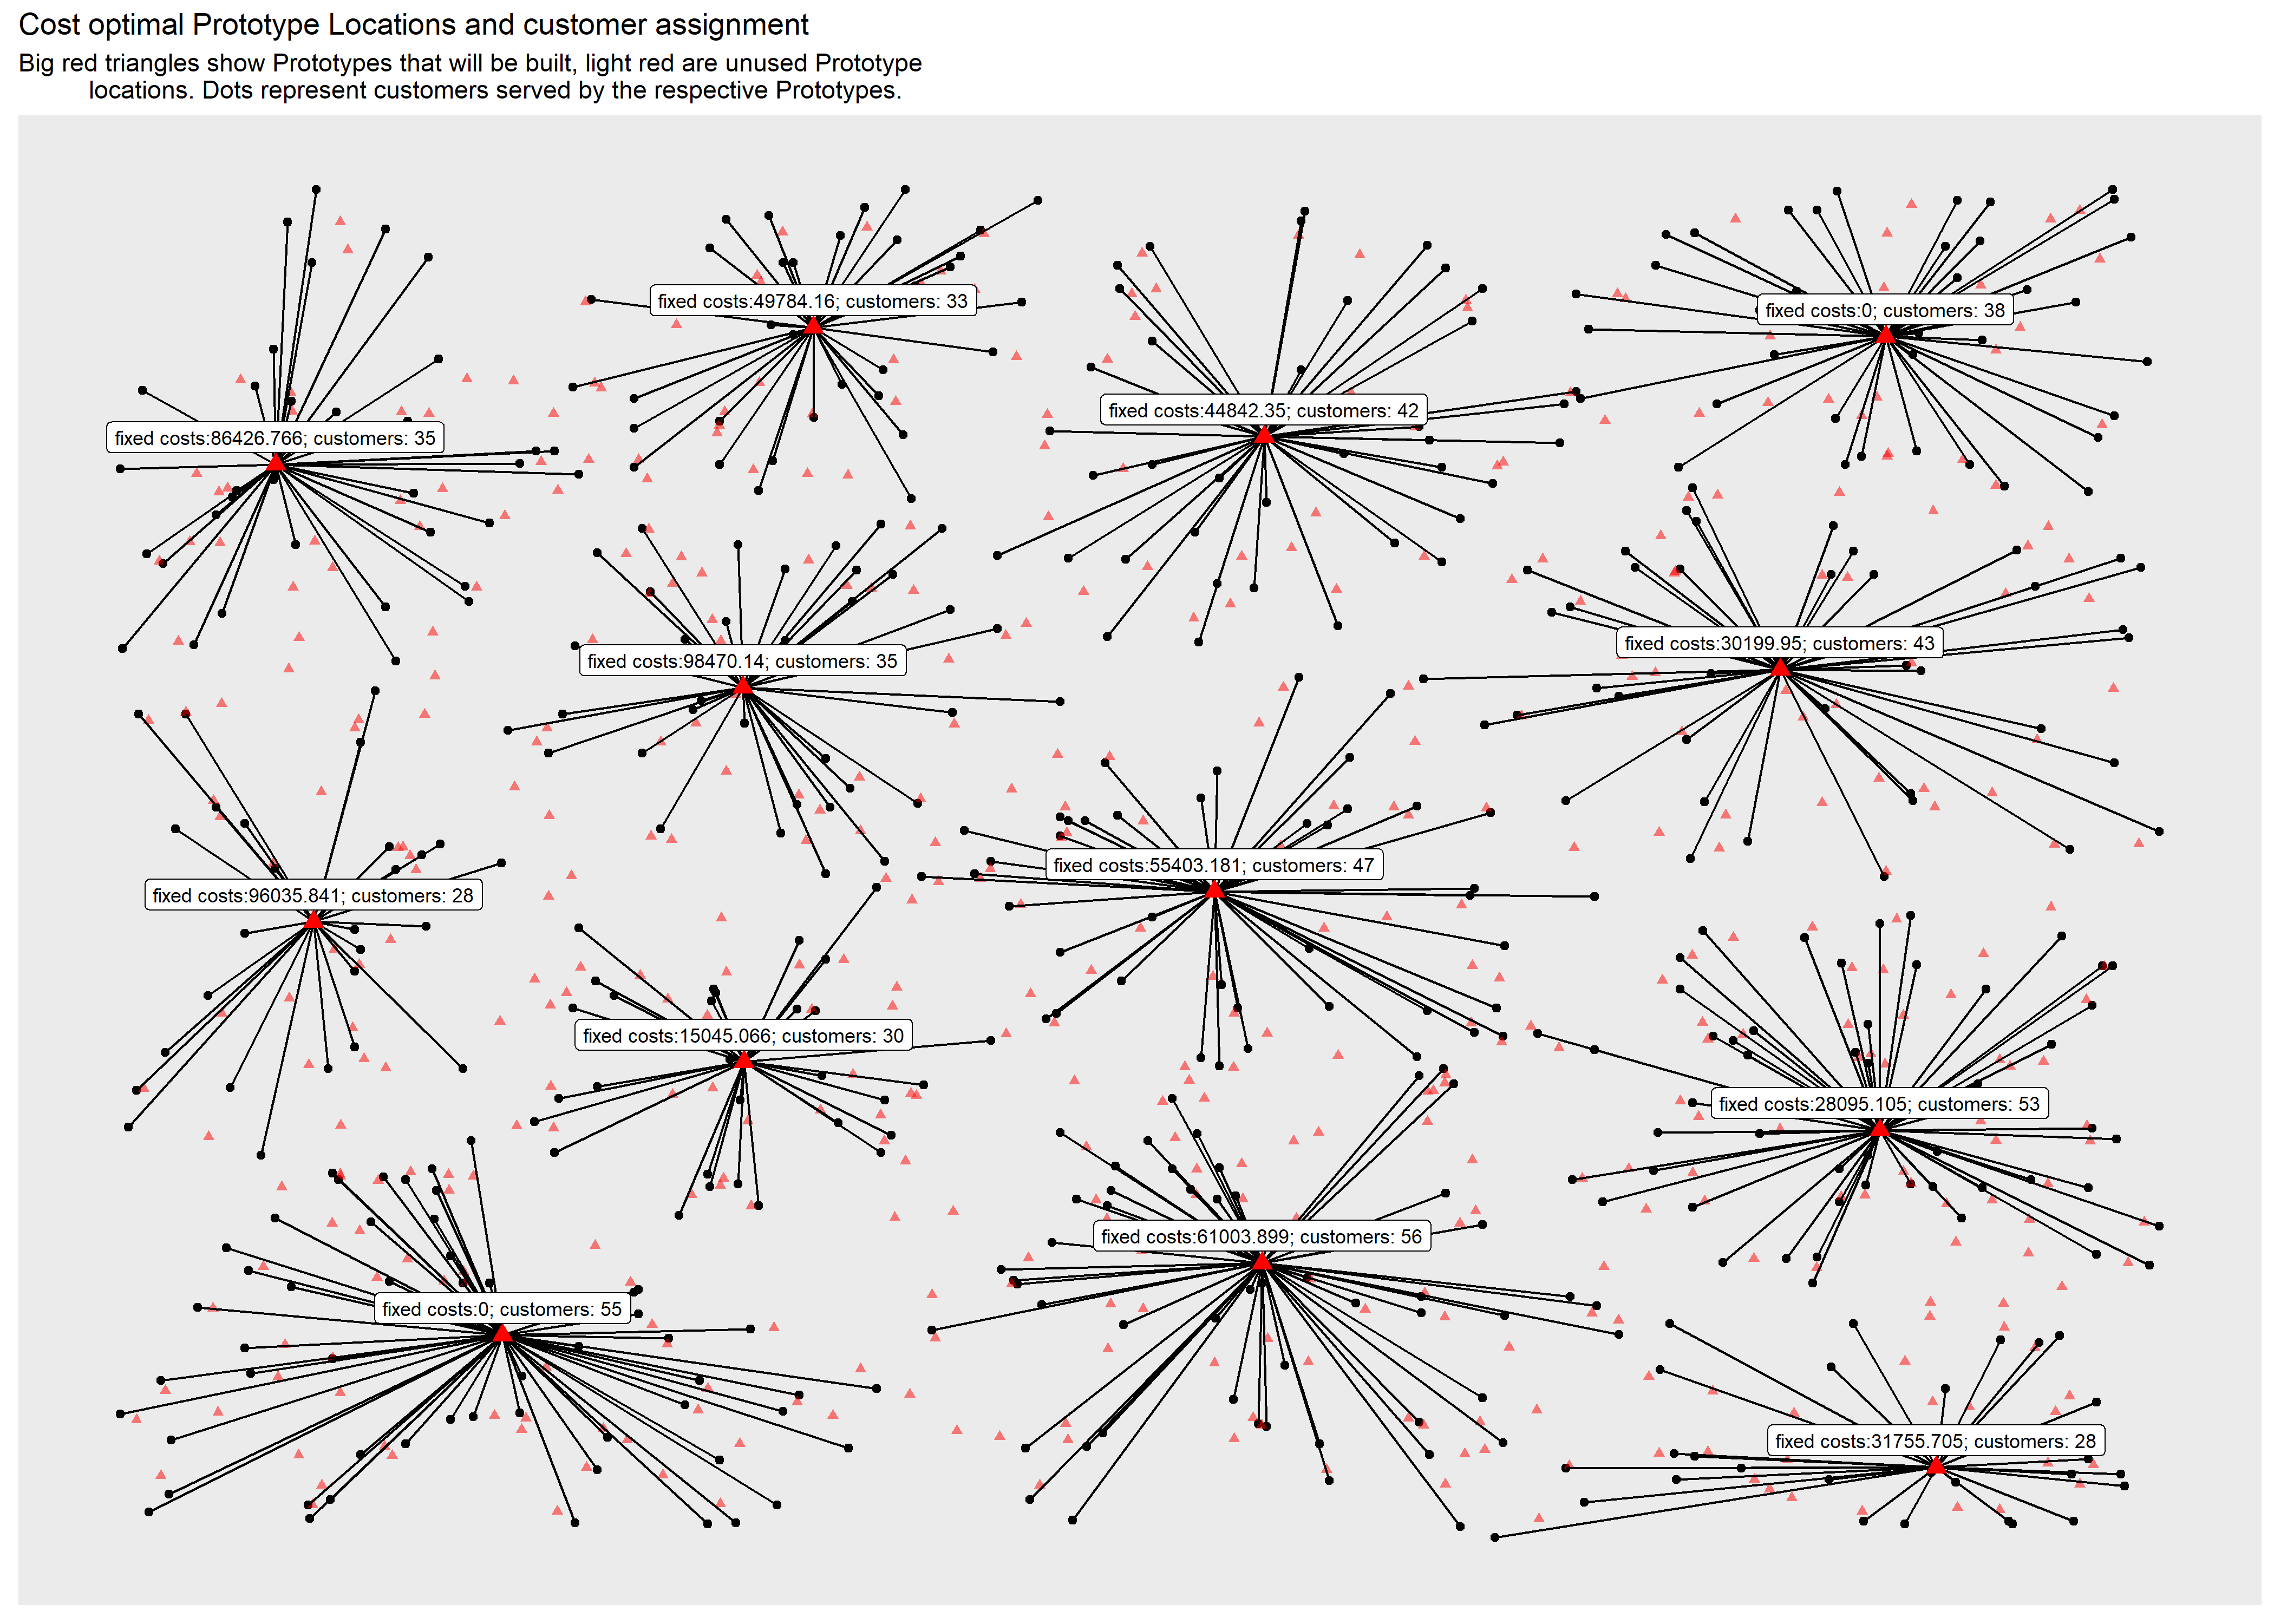 Cost optimal Prototype Locations and customer assignment
Big red triangles show Prototypes that will be built, light red are unused Prototype
locations. Dots represent customers served by the respective Prototypes.
fixed costs:49784.16; customers: 33
fixed costs:0; customers: 38
fixed costs:44842.35; customers: 42
fixed costs:86426.766; customers: 35
fixed costs:30199.95; customers: 43
fixed costs:98470.14; customers: 35
fixed costs:55403.181; customers: 47
fixed costs:96035.841; customers: 28
fixed costs:15045.066; customers: 30
fixed costs:28095.105; customers: 53
fixed costs:61003.899; customers: 56
fixed costs:0; customers: 55
fixed costs:31755.705; customers: 28